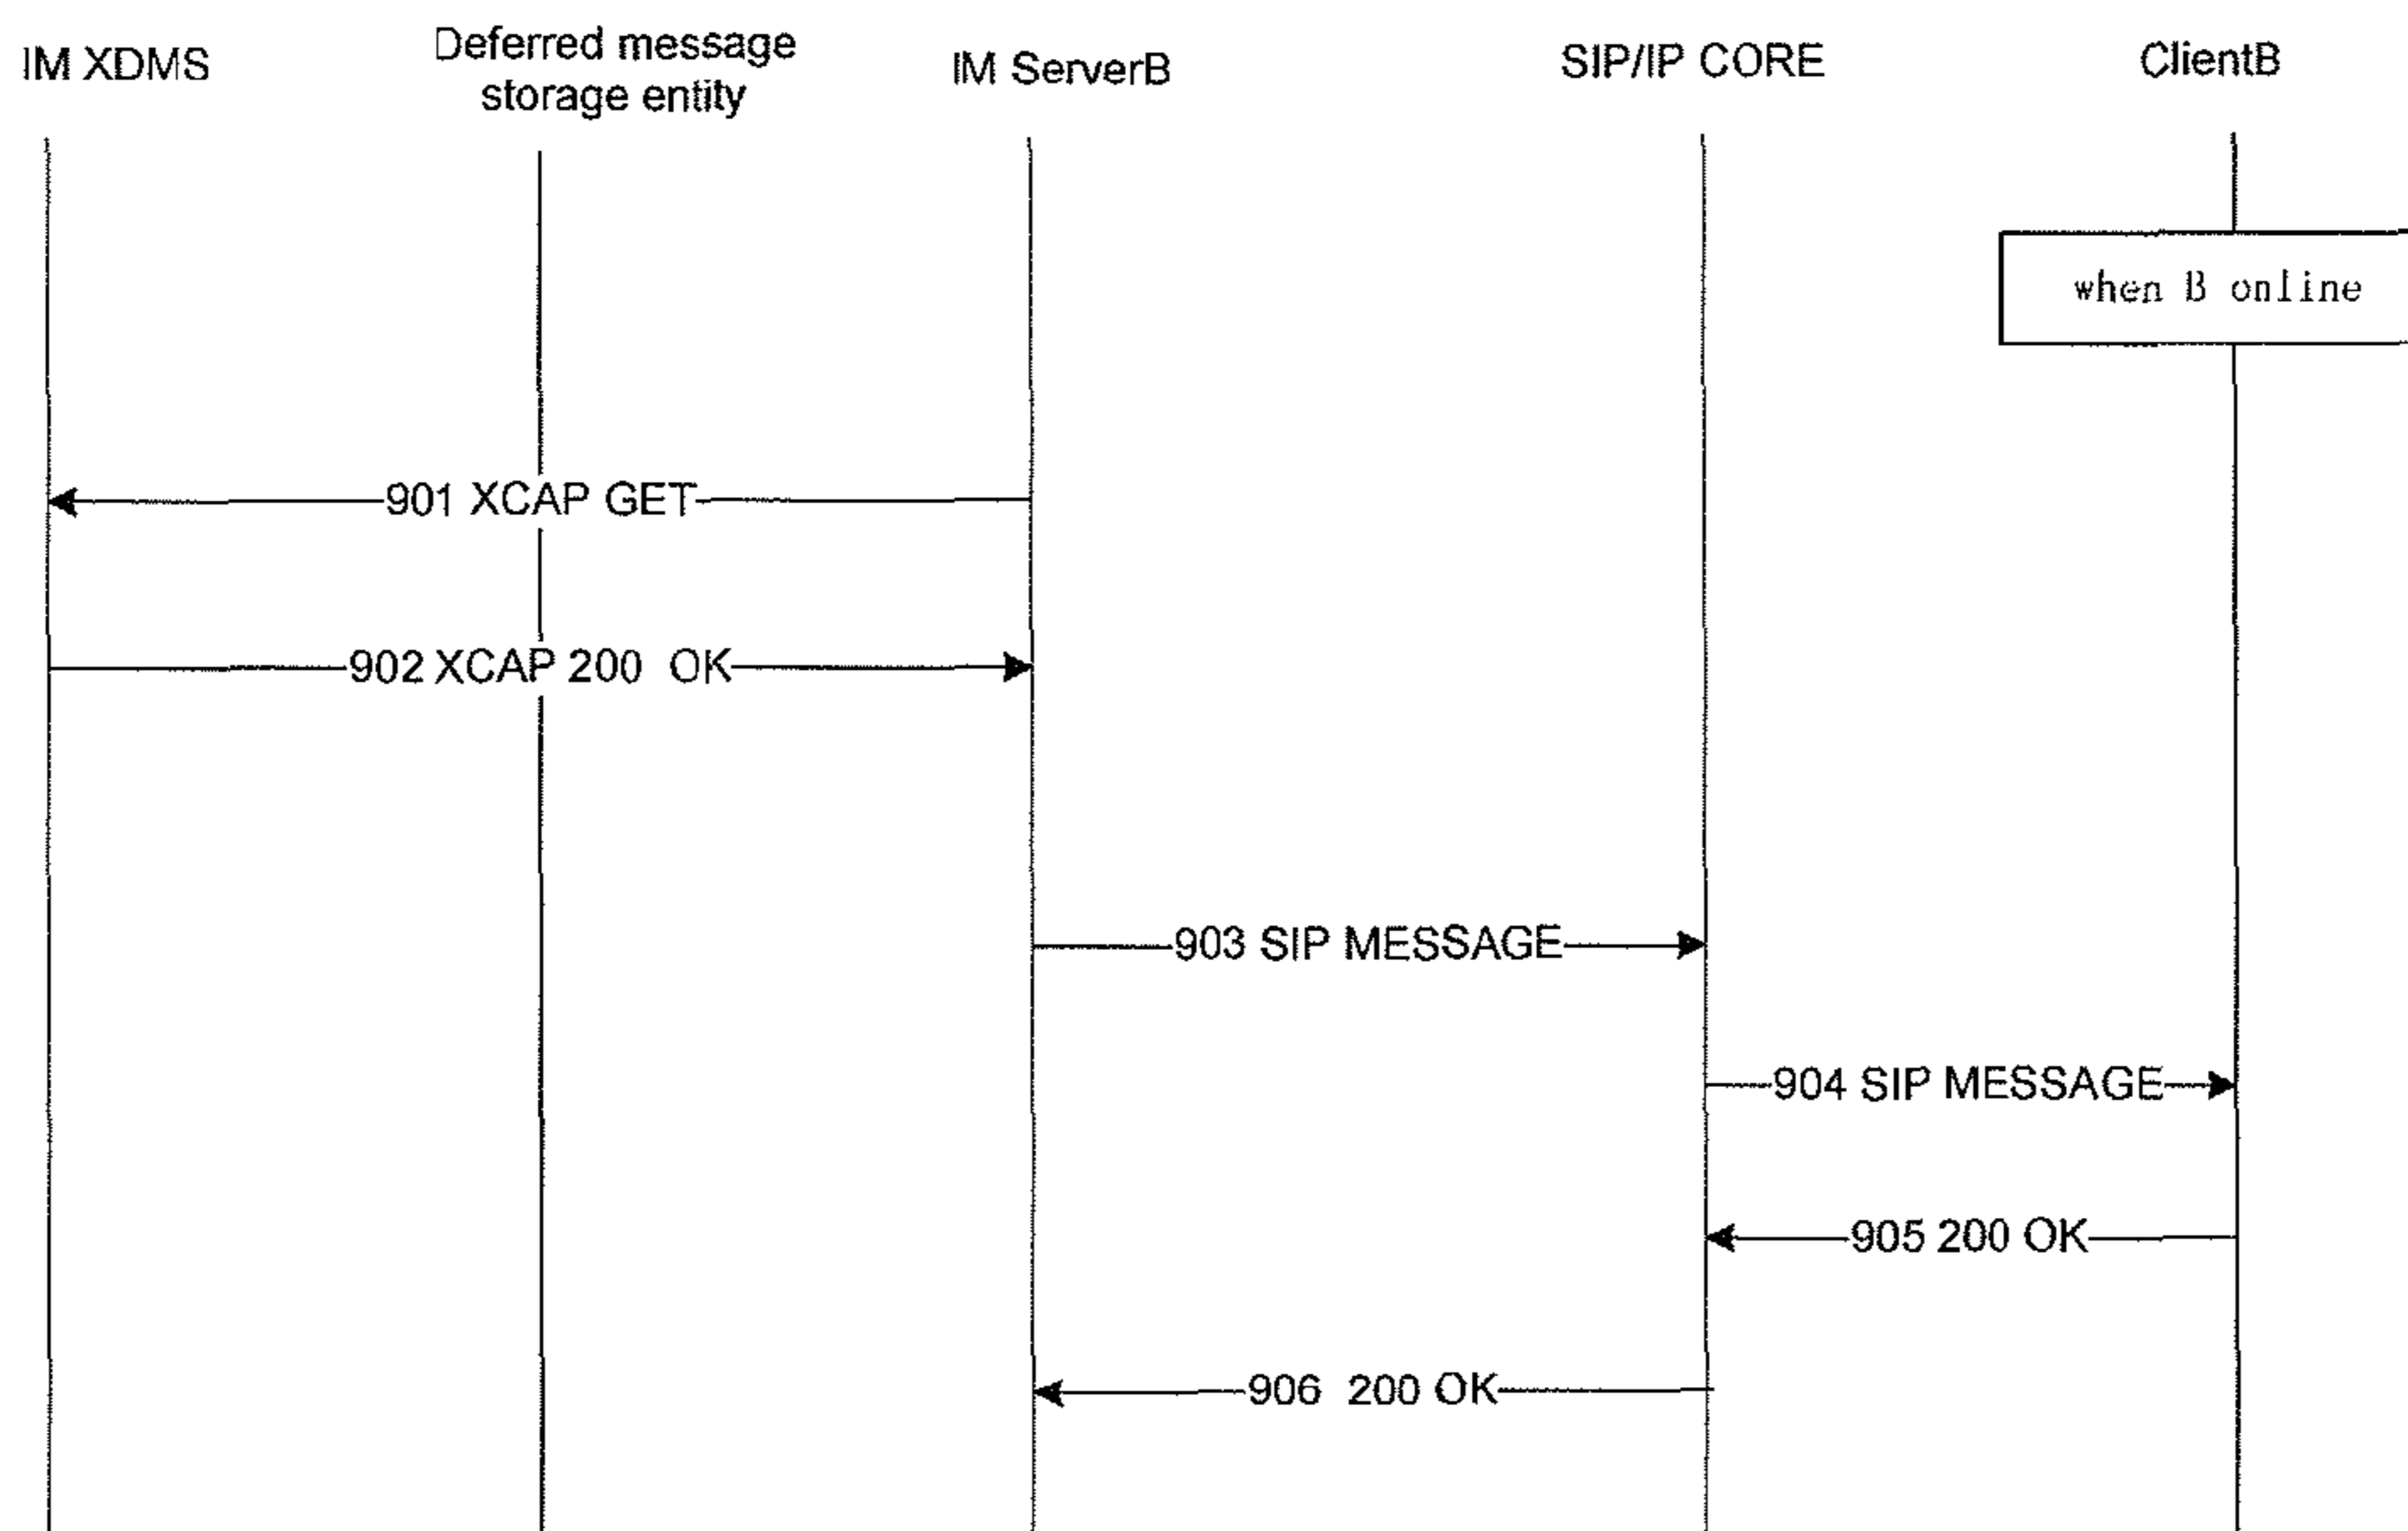 IM XDMS
Deferred message
storage entity
IM ServerB
SIP/IP CORE
ClientB
when B online
901 XCAP GET
902 XCAP 200 OK
903 SIP MESSAGE
904 SIP MESSAGE
905 200 OK
906 200 OK